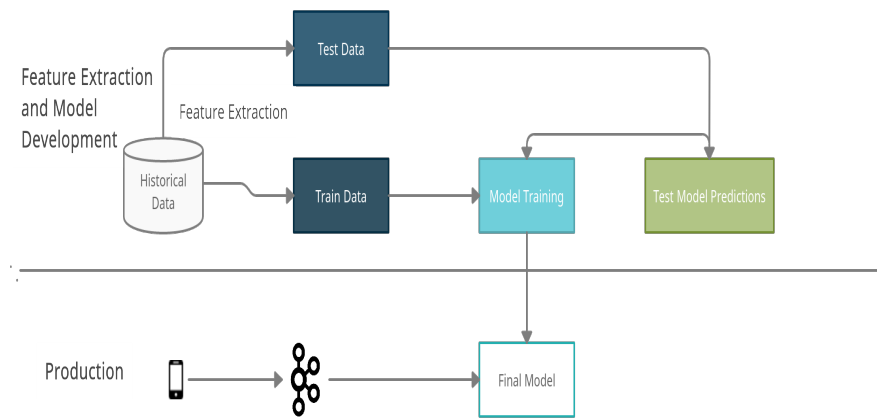 Test Data
Feature Extraction
and Model
Development
Feature Extraction
Historical
Data
Train Data
Model Training
Test Model Predictions
Production
Final Model